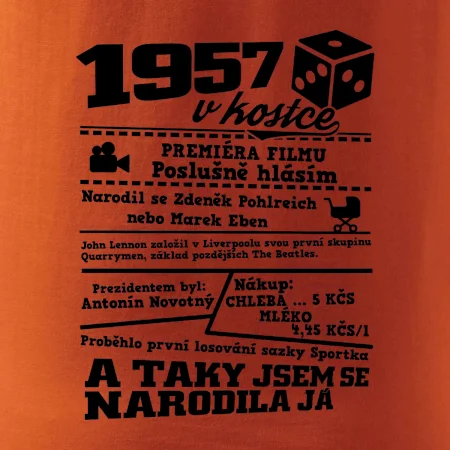 1957
v kostce
PREMIÉRA FILMU
Poslušně hlásím
Narodil se Zdeněk Pohlreich
nebo Marek Eben
John Lennon založil v Liverpoolu svou první skupinu
Quarrymen, základ pozdějších The Beatles.
Prezidentem byl:
Antonín Novotný
Nákup:
CHLEBA ... 5 KČS
MLÉKO
4,45 KČS/l
Proběhlo první losování sazky Sportka
A TAKY JSEM SE
NARODILA JÁ